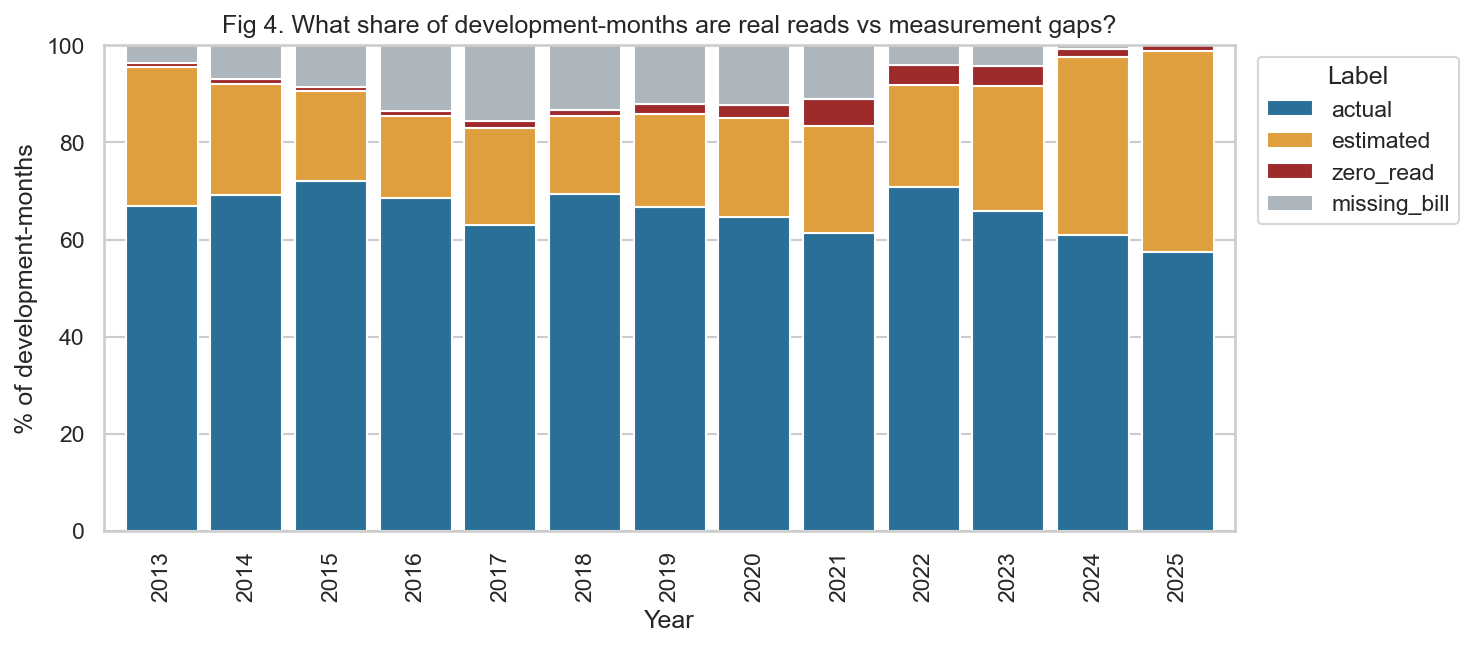 Fig 4. What share of development-months are real reads vs measurement gaps?
100
80
60
40
20
0
% of development-months
2013
2014
2015
2016
2017
2018
2019
2020
2021
2022
2023
2024
2025
Year
Label
actual
estimated
zero_read
missing_bill